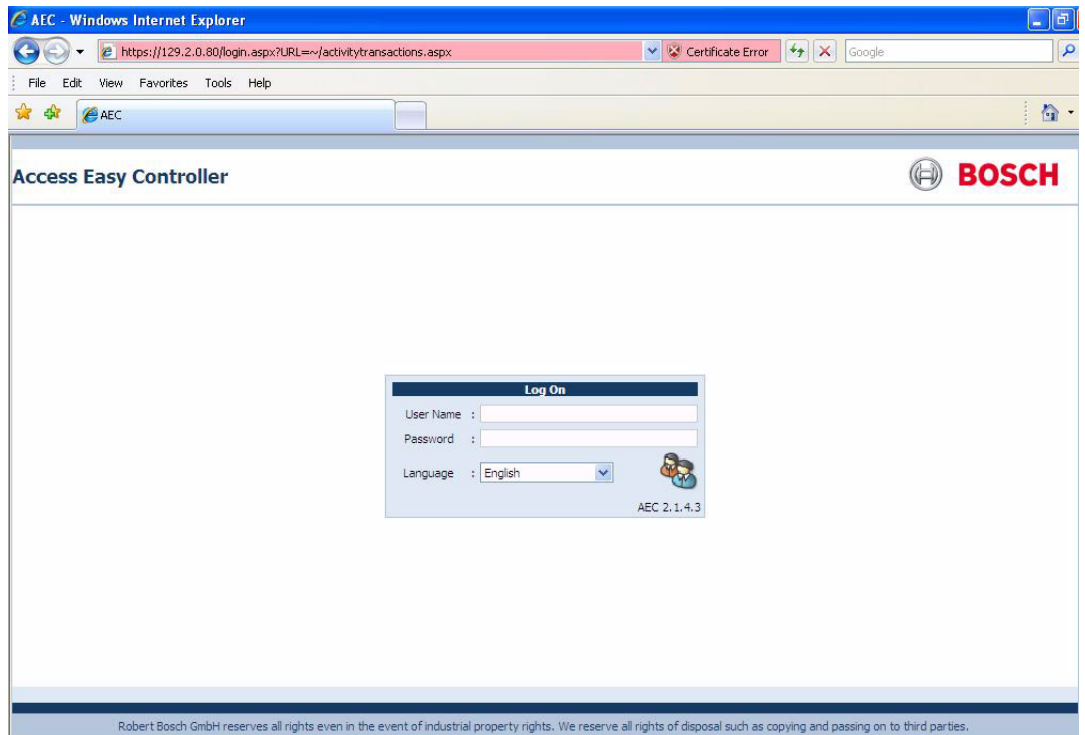 AEC - Windows Internet Explorer
https://129.2.0.80/login.aspx?URL=~/activitytransactions.aspx Certificate Error Google
File Edit View Favorites Tools Help
AEC
Access Easy Controller BOSCH
Log On
User Name :
Password :
Language : English
AEC 2.1.4.3
Robert Bosch GmbH reserves all rights even in the event of industrial property rights. We reserve all rights of disposal such as copying and passing on to third parties.